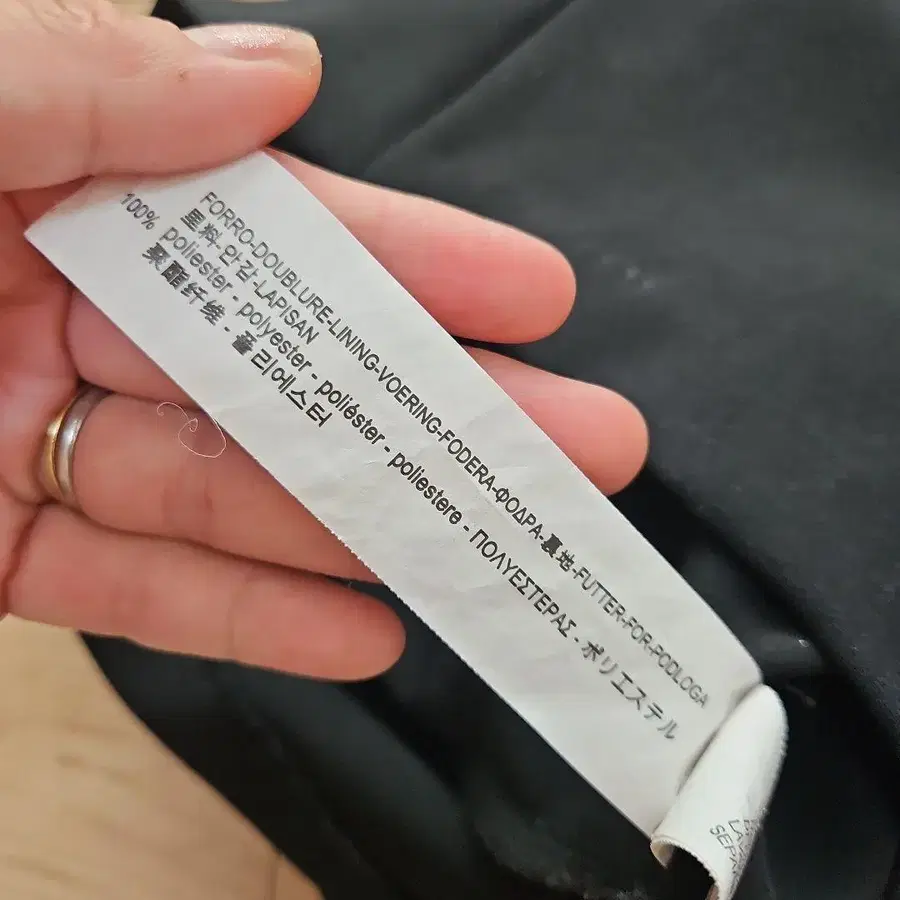 FORRO-DOUBLURE-LINING-VOERING-FODERA-ΦΟΔΡΑ-裏地-FUTTER-FOR-PODLOGA
里料-안감-LAPISAN
100% poliester - polyester - poliéster - poliestere - ΠΟΛΥΕΣΤΕΡΑΣ - ポリエステル
聚酯纤维 - 폴리에스터